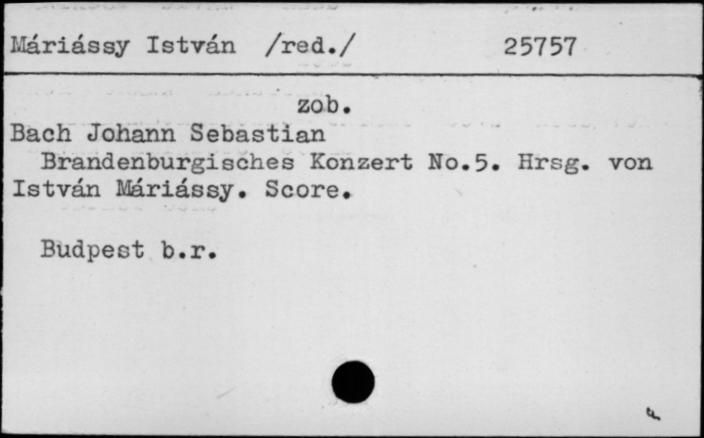 Máriássy István /red./ 25757
zob.
Bach Johann Sebastian
Brandenburgisches Konzert No.5. Hrsg. von
István Máriássy. Score.
Budpest b.r.
F